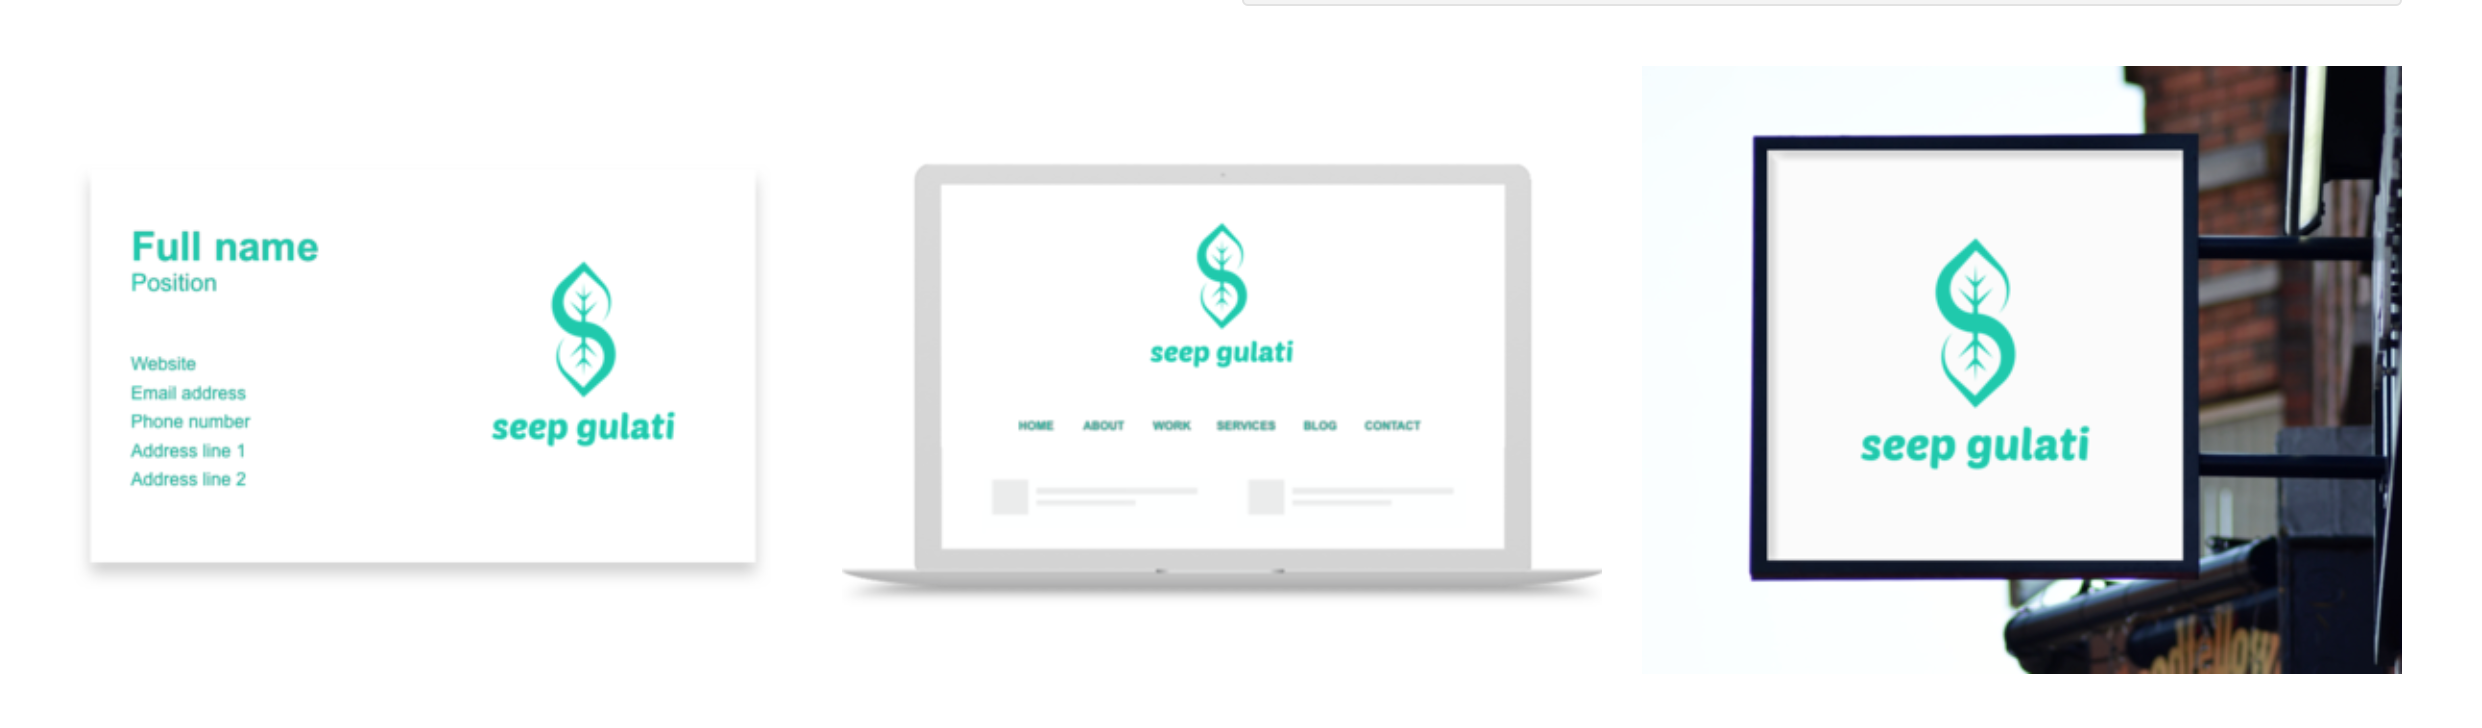 Full name
Position
Website
Email address
Phone number
Address line 1
Address line 2
seep gulati
seep gulati
HOME ABOUT WORK SERVICES BLOG CONTACT
seep gulati